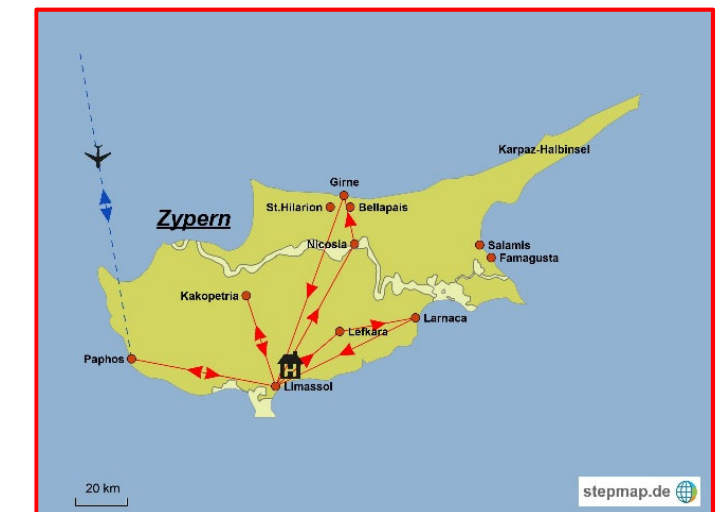 Karpaz-Halbinsel
Girne
St.Hilarion
Bellapais
Zypern
Nicosia
Salamis
Famagusta
Kakopetria
Larnaca
Lefkara
Paphos
H
Limassol
20 km
stepmap.de